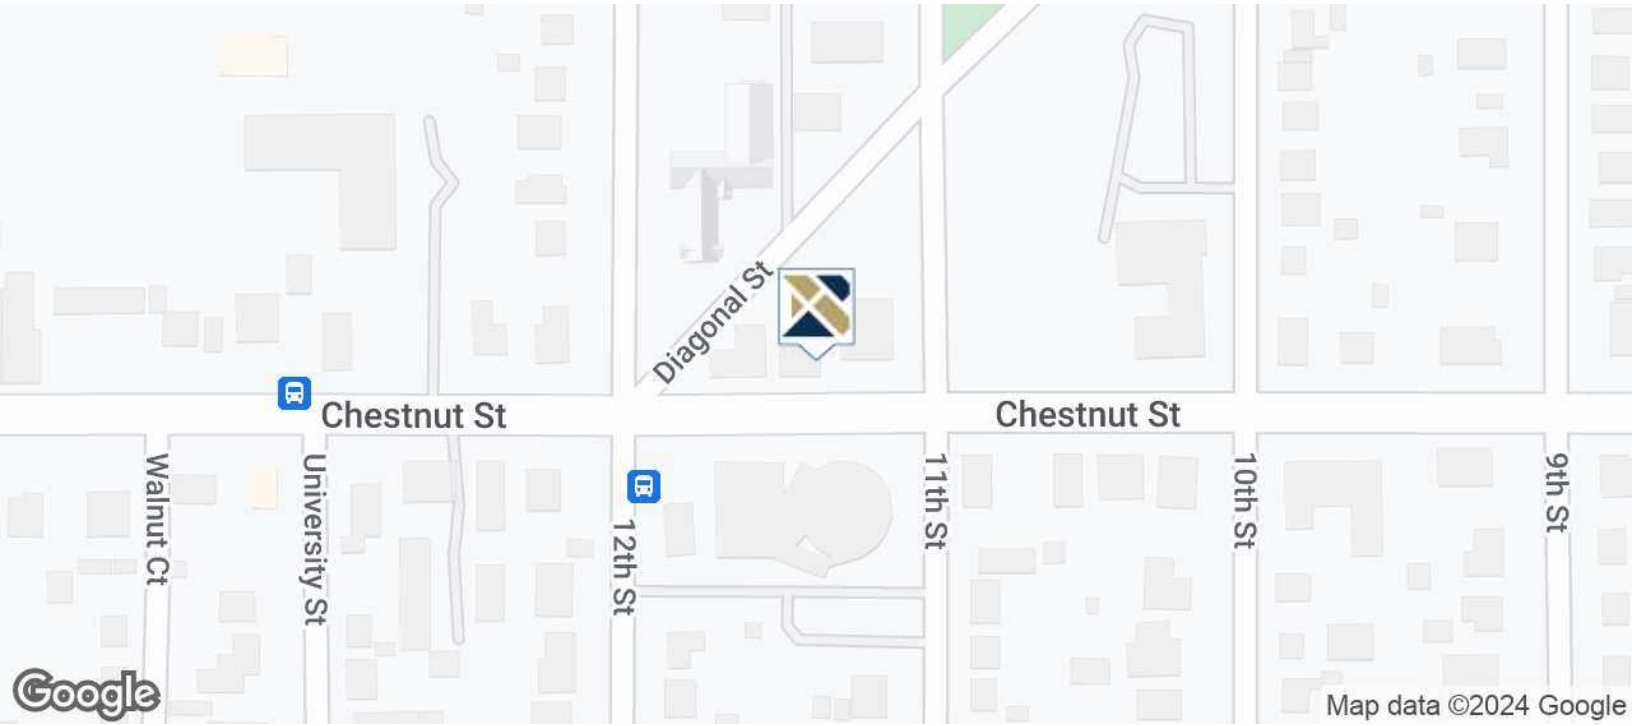 Diagonal St
Chestnut St
Chestnut St
Walnut Ct
University St
12th St
11th St
10th St
9th St
Google
Map data ©2024 Google